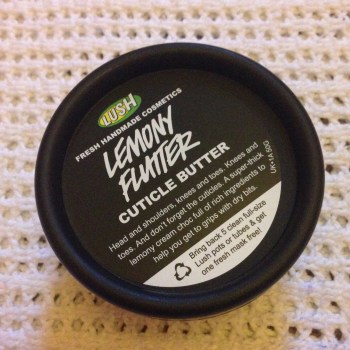 LUSH
FRESH HANDMADE COSMETICS
LEMONY
FLUTTER
CUTICLE BUTTER
Head and shoulders, knees and toes. Knees and
toes. And don't forget the cuticles. A super-thick
lemony cream choc full of rich ingredients to
help you get to grips with dry bits.
UK•1A 50G
Bring back 5 clean full-size
Lush pots or tubes & get
one fresh mask free!